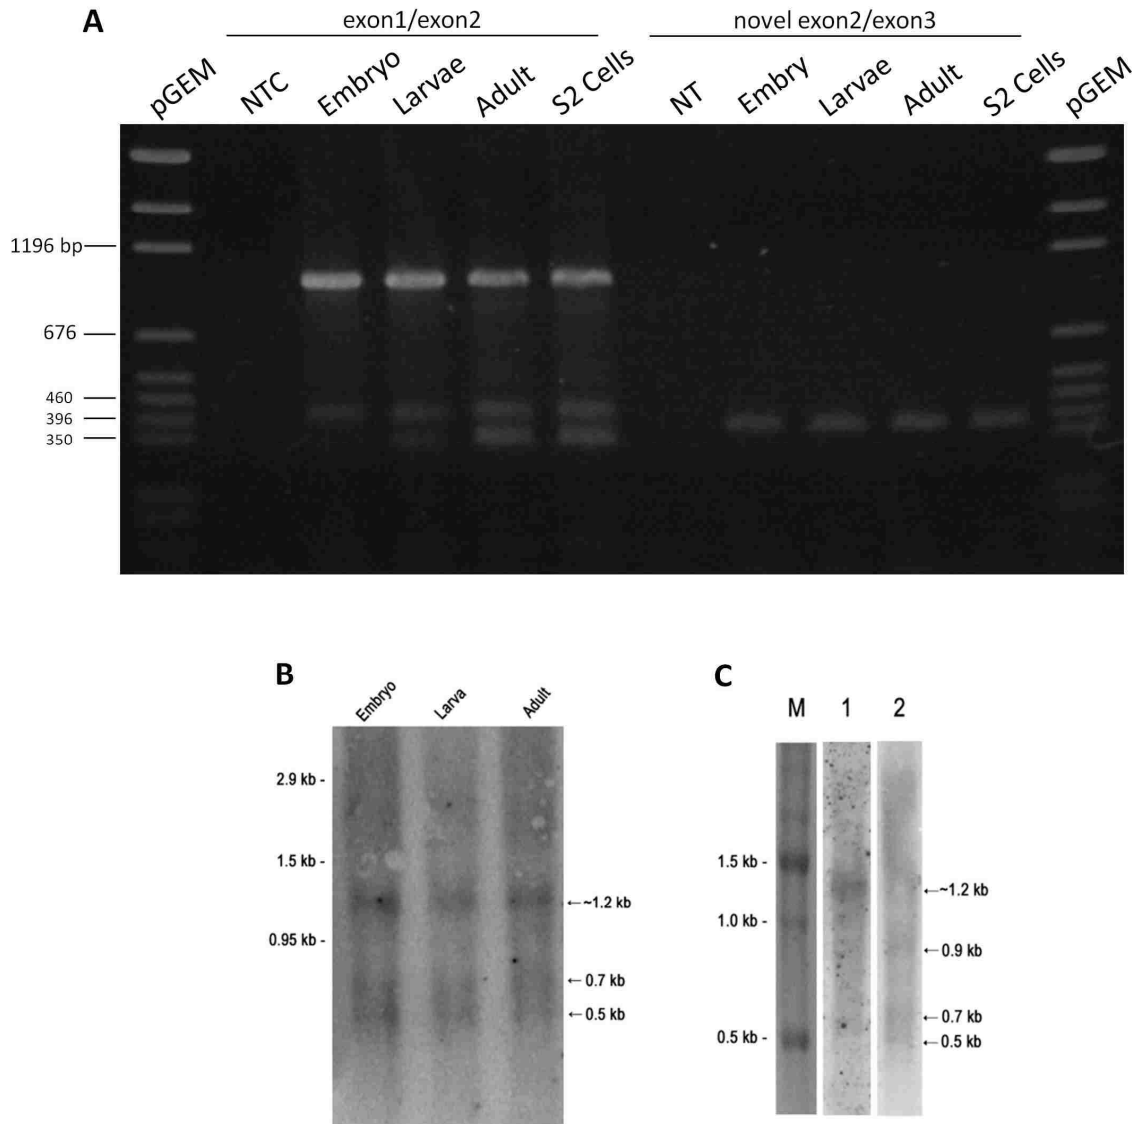 A
exon1/exon2
novel exon2/exon3
pGEM
NTC
Embryo
Larvae
Adult
S2 Cells
NT
Embry
Larvae
Adult
S2 Cells
pGEM
1196 bp
676
460
396
350
B
Embryo
Larva
Adult
2.9 kb -
1.5 kb -
0.95 kb -
←~1.2 kb
←0.7 kb
←0.5 kb
C
M 1 2
1.5 kb -
1.0 kb -
0.5 kb -
←~1.2 kb
←0.9 kb
←0.7 kb
←0.5 kb